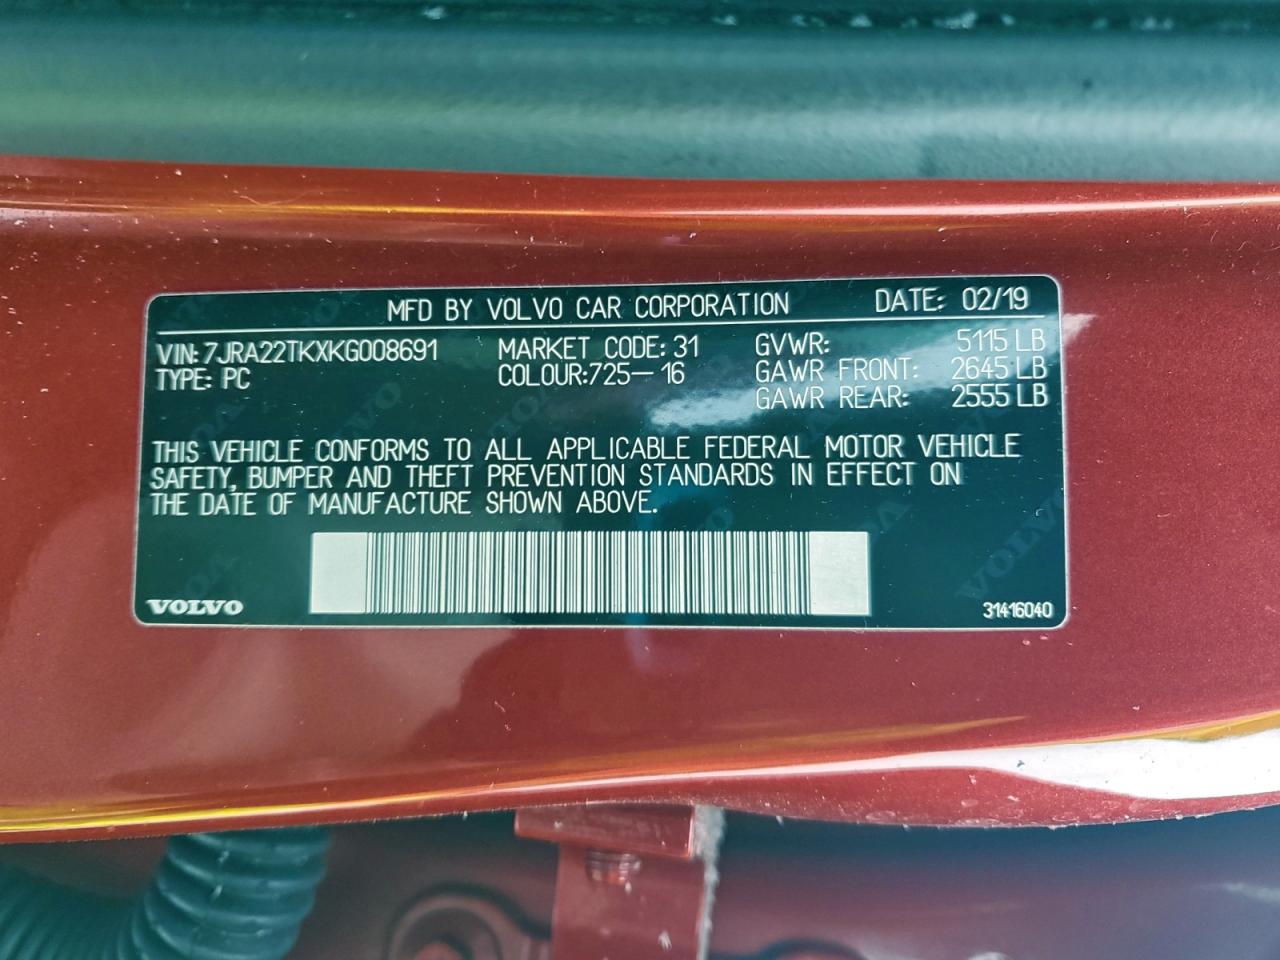 MFD BY VOLVO CAR CORPORATION DATE: 02/19
VIN: 7JRA22TKXKG008691 MARKET CODE: 31 GVWR: 5115 LB
TYPE: PC COLOUR:725-16 GAWR FRONT: 2645 LB
GAWR REAR: 2555 LB
THIS VEHICLE CONFORMS TO ALL APPLICABLE FEDERAL MOTOR VEHICLE
SAFETY, BUMPER AND THEFT PREVENTION STANDARDS IN EFFECT ON
THE DATE OF MANUFACTURE SHOWN ABOVE.
VOLVO 31416040